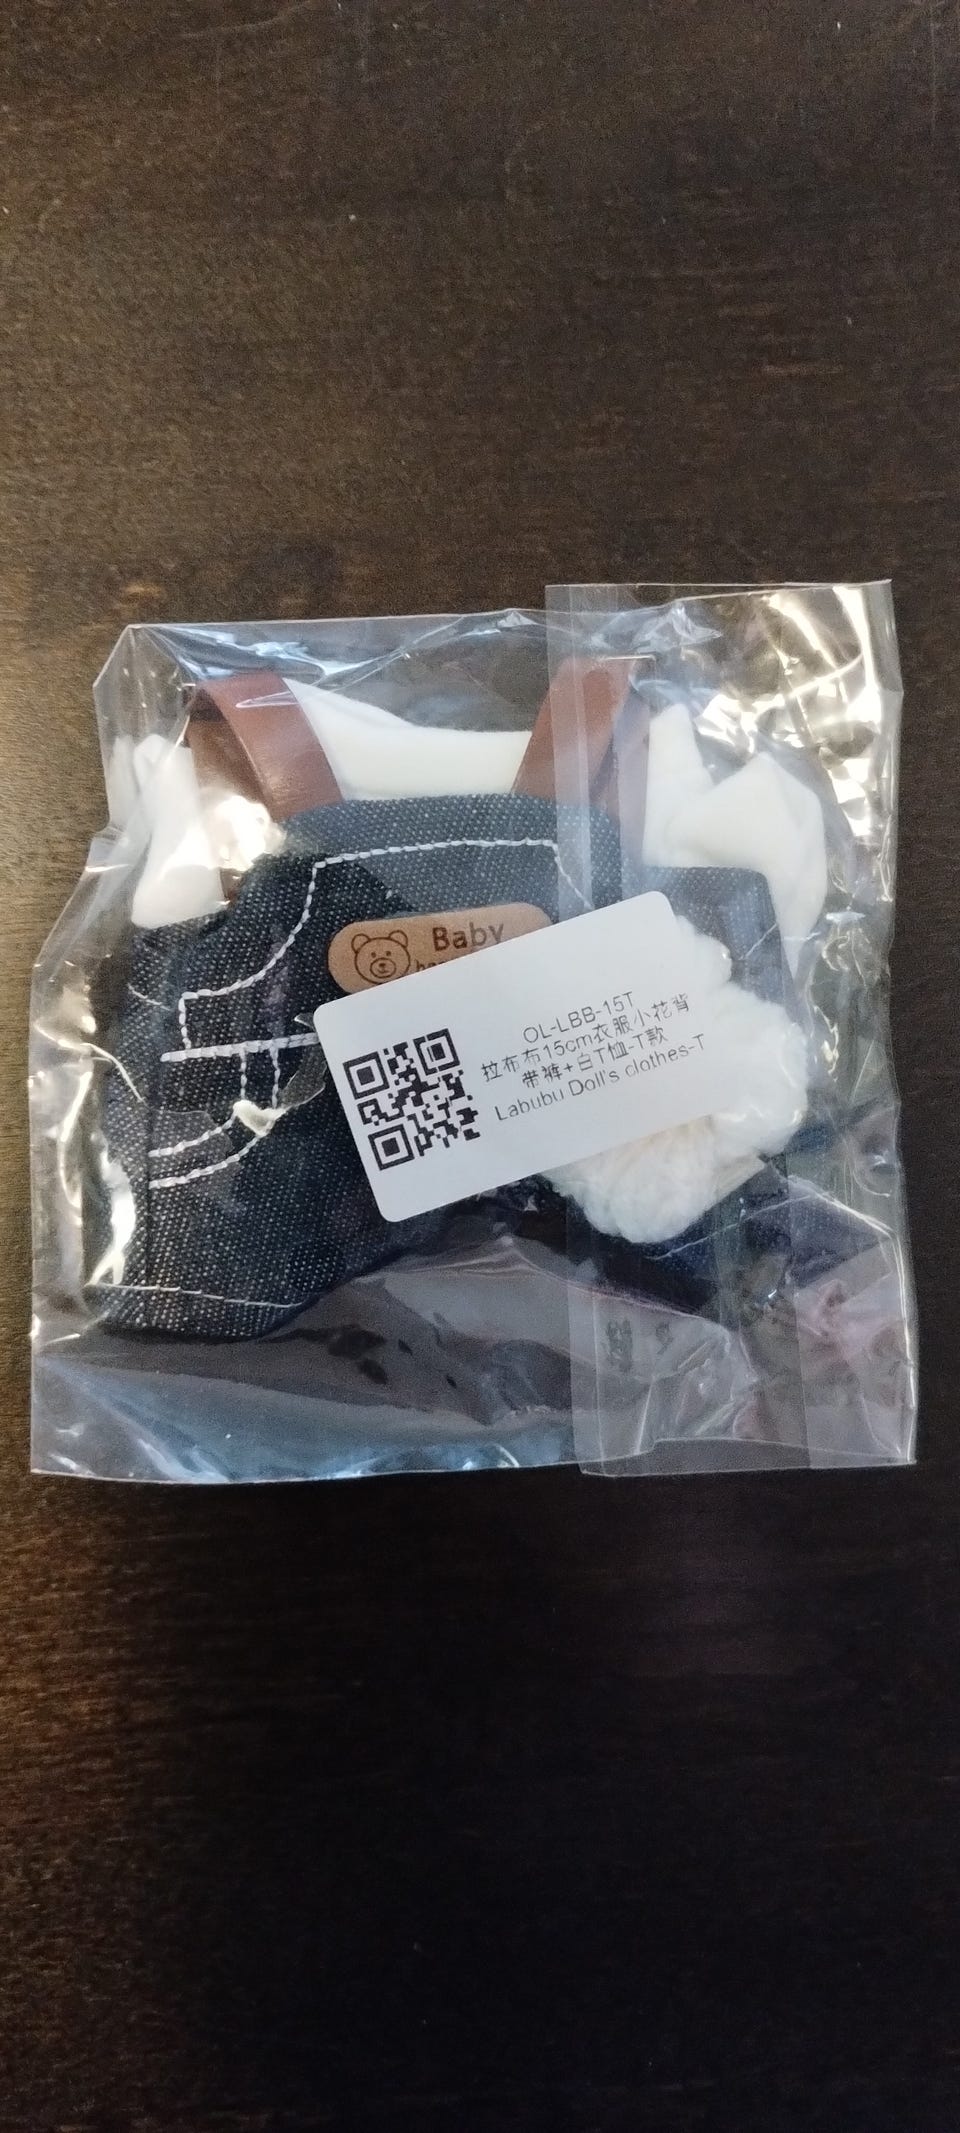 Baby
OL-LBB-15T
拉布布15cm衣服小花背
带裤+白T恤-T款
Labubu Doll's clothes-T